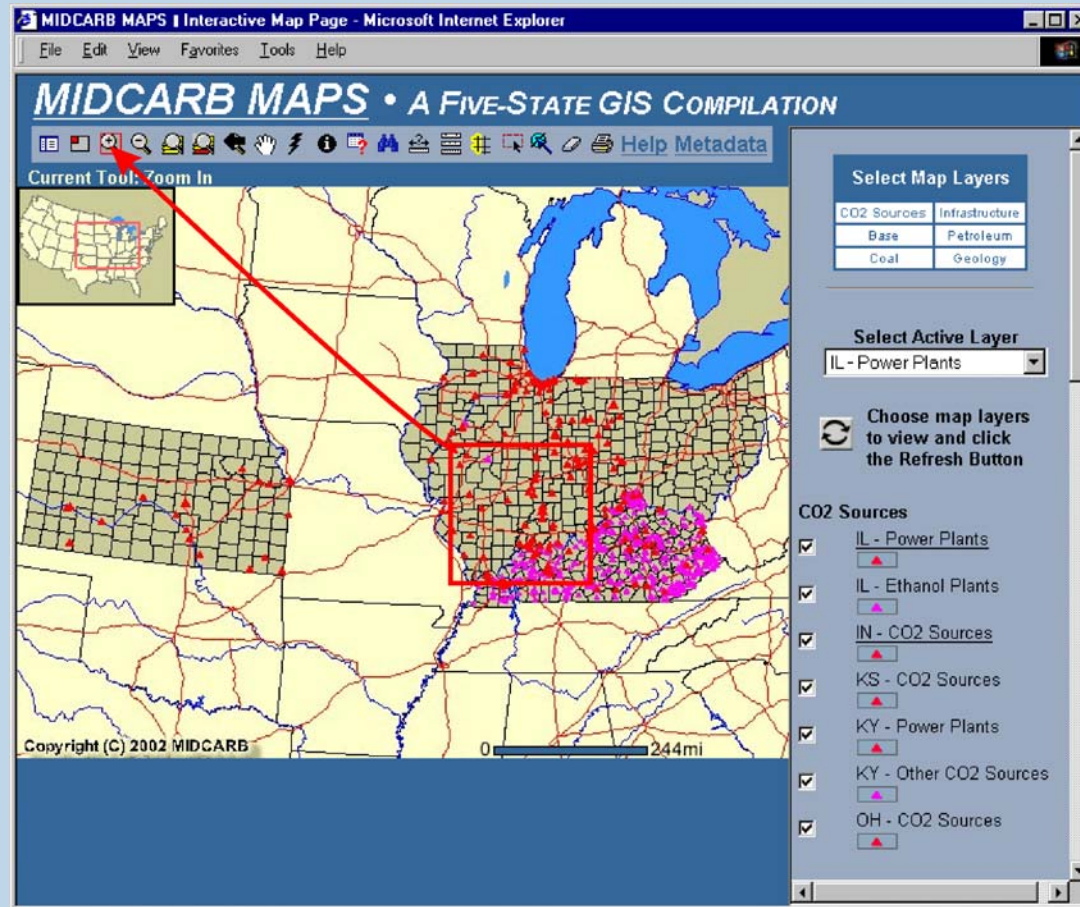 MIDCARB MAPS || Interactive Map Page - Microsoft Internet Explorer
File Edit View Favorites Tools Help
MIDCARB MAPS • A FIVE-STATE GIS COMPILATION
Help Metadata
Current Tool: Zoom In
Select Map Layers
CO2 Sources Infrastructure
Base Petroleum
Coal Geology
Select Active Layer
IL - Power Plants
Choose map layers
to view and click
the Refresh Button
CO2 Sources
IL - Power Plants
IL - Ethanol Plants
IN - CO2 Sources
KS - CO2 Sources
KY - Power Plants
KY - Other CO2 Sources
OH - CO2 Sources
Copyright (C) 2002 MIDCARB
0 244mi